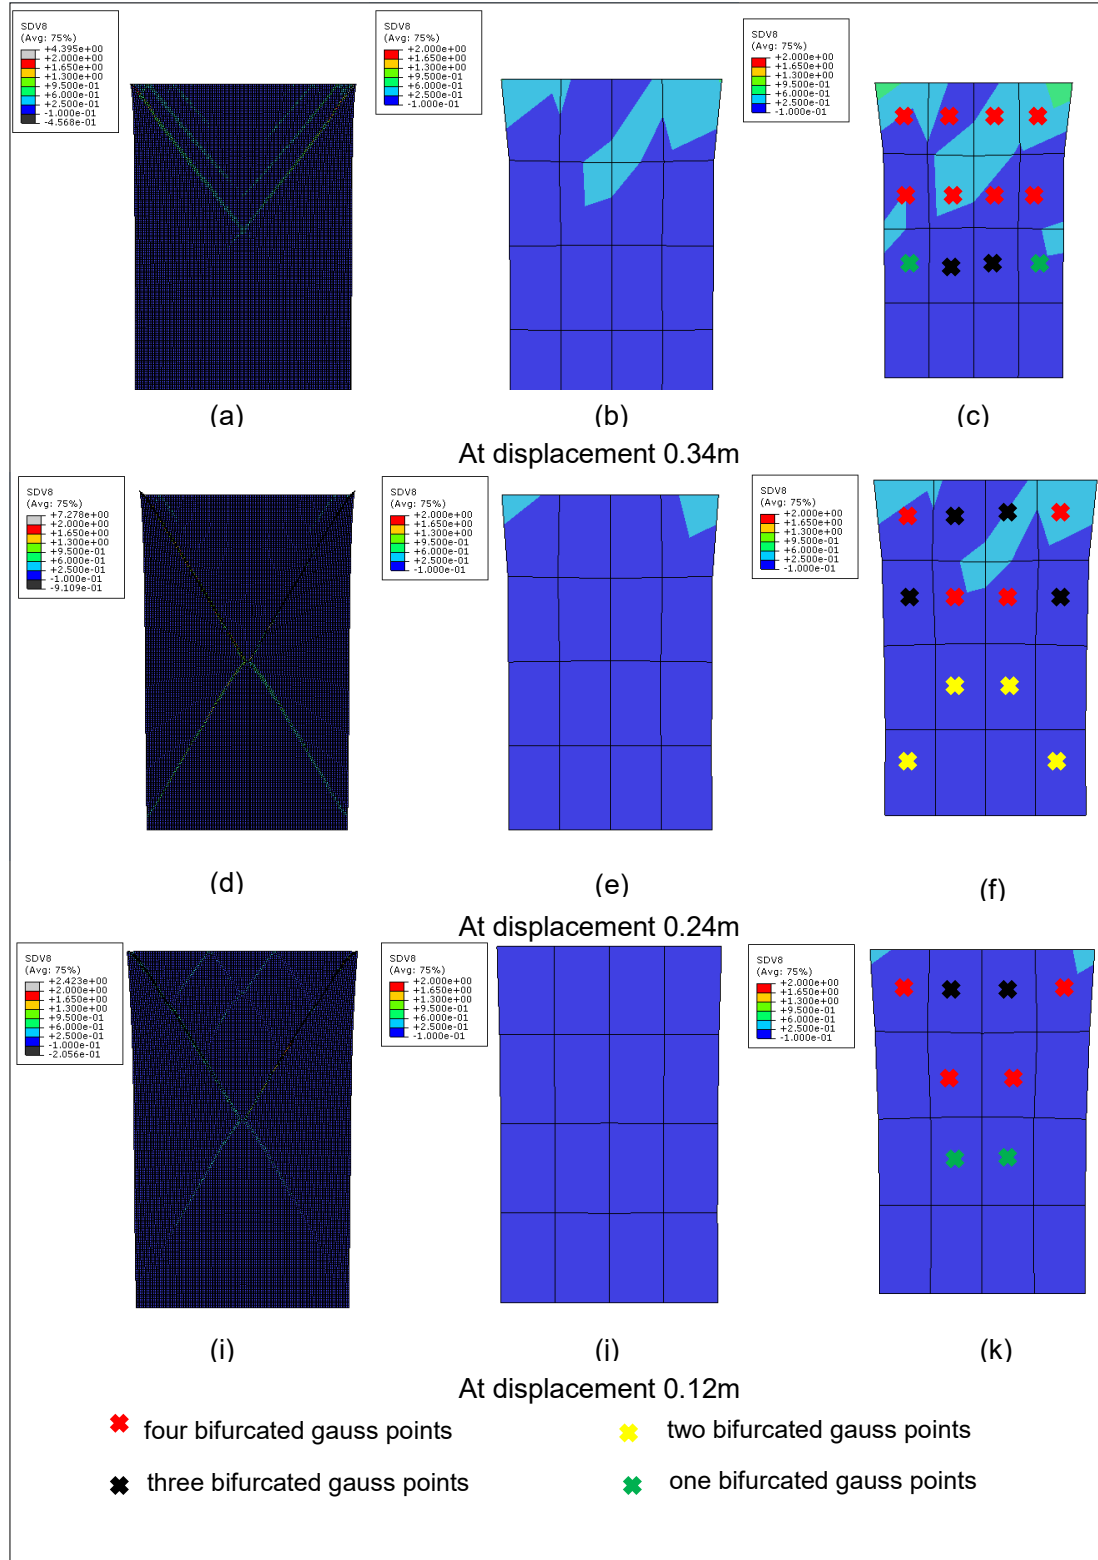 SDV8
(Avg: 75%)
+4.395e+00
+2.000e+00
+1.650e+00
+1.300e+00
+9.500e-01
+6.000e-01
+2.500e-01
-1.000e-01
-4.568e-01
SDV8
(Avg: 75%)
+2.000e+00
+1.650e+00
+1.300e+00
+9.500e-01
+6.000e-01
+2.500e-01
-1.000e-01
SDV8
(Avg: 75%)
+2.000e+00
+1.650e+00
+1.300e+00
+9.500e-01
+6.000e-01
+2.500e-01
-1.000e-01
(a) (b) (c)
At displacement 0.34m
SDV8
(Avg: 75%)
+7.278e+00
+2.000e+00
+1.650e+00
+1.300e+00
+9.500e-01
+6.000e-01
+2.500e-01
-1.000e-01
-9.109e-01
SDV8
(Avg: 75%)
+2.000e+00
+1.650e+00
+1.300e+00
+9.500e-01
+6.000e-01
+2.500e-01
-1.000e-01
SDV8
(Avg: 75%)
+2.000e+00
+1.650e+00
+1.300e+00
+9.500e-01
+6.000e-01
+2.500e-01
-1.000e-01
(d) (e) (f)
At displacement 0.24m
SDV8
(Avg: 75%)
+2.423e+00
+2.000e+00
+1.650e+00
+1.300e+00
+9.500e-01
+6.000e-01
+2.500e-01
-1.000e-01
-2.056e-01
SDV8
(Avg: 75%)
+2.000e+00
+1.650e+00
+1.300e+00
+9.500e-01
+6.000e-01
+2.500e-01
-1.000e-01
SDV8
(Avg: 75%)
+2.000e+00
+1.650e+00
+1.300e+00
+9.500e-01
+6.000e-01
+2.500e-01
-1.000e-01
(i) (j) (k)
At displacement 0.12m
four bifurcated gauss points
two bifurcated gauss points
three bifurcated gauss points
one bifurcated gauss points